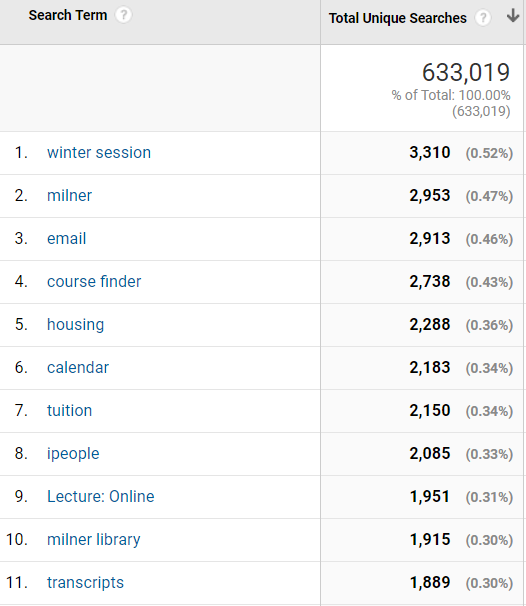 Search Term ? Total Unique Searches ? ↓
633,019
% of Total: 100.00%
(633,019)
1. winter session 3,310 (0.52%)
2. milner 2,953 (0.47%)
3. email 2,913 (0.46%)
4. course finder 2,738 (0.43%)
5. housing 2,288 (0.36%)
6. calendar 2,183 (0.34%)
7. tuition 2,150 (0.34%)
8. ipeople 2,085 (0.33%)
9. Lecture: Online 1,951 (0.31%)
10. milner library 1,915 (0.30%)
11. transcripts 1,889 (0.30%)